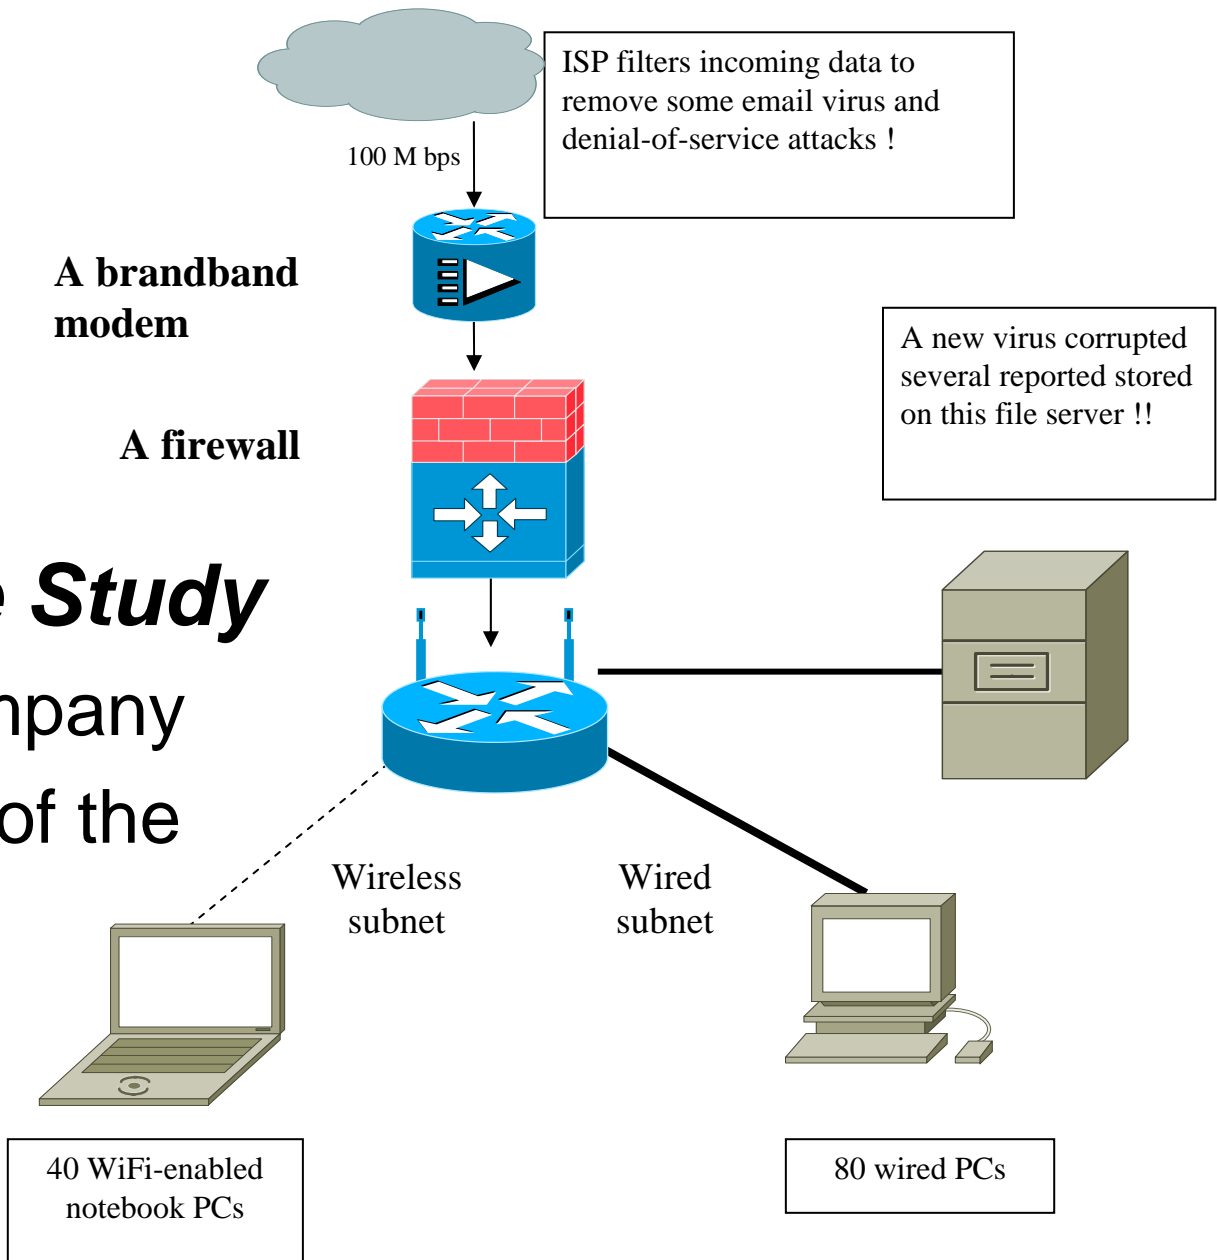 ISP filters incoming data to
remove some email virus and
denial-of-service attacks !
100 M bps
A brandband
modem
A new virus corrupted
several reported stored
on this file server !!
A firewall
e Study
mpany
of the
Wireless
subnet
Wired
subnet
40 WiFi-enabled
notebook PCs
80 wired PCs